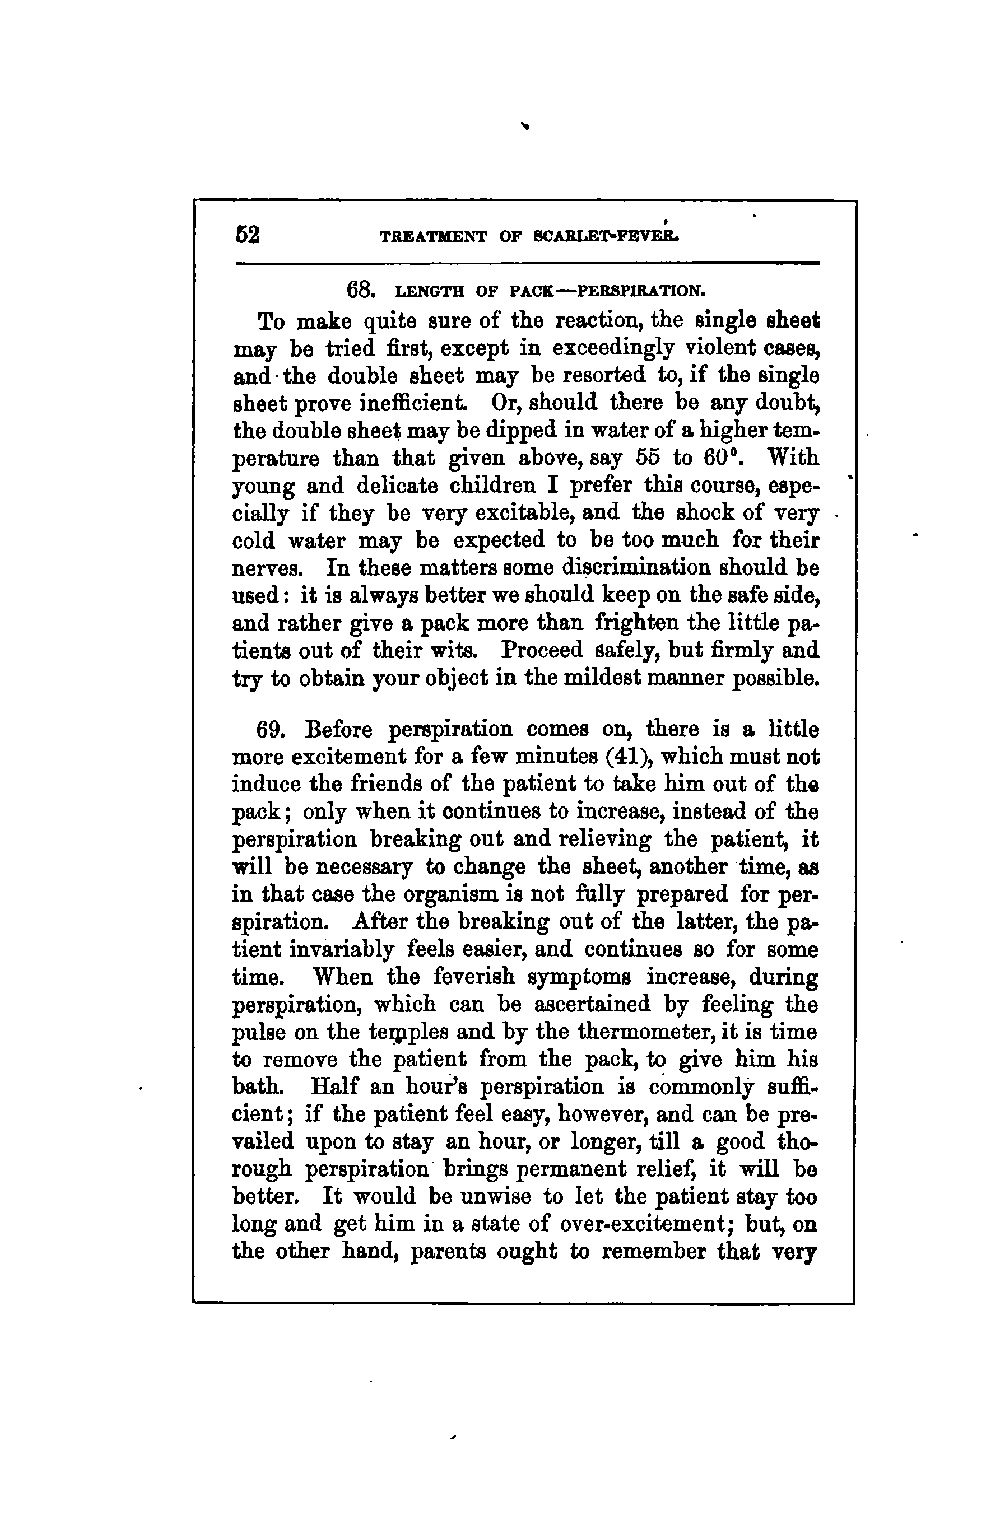 52 TREATMENT OF SCARLET-FEVER.
68. LENGTH OF PACK—PERSPIRATION.
To make quite sure of the reaction, the single sheet
may be tried first, except in exceedingly violent cases,
and the double sheet may be resorted to, if the single
sheet prove inefficient. Or, should there be any doubt,
the double sheet may be dipped in water of a higher tem-
perature than that given above, say 55 to 60°. With
young and delicate children I prefer this course, espe-
cially if they be very excitable, and the shock of very
cold water may be expected to be too much for their
nerves. In these matters some discrimination should be
used: it is always better we should keep on the safe side,
and rather give a pack more than frighten the little pa-
tients out of their wits. Proceed safely, but firmly and
try to obtain your object in the mildest manner possible.
69. Before perspiration comes on, there is a little
more excitement for a few minutes (41), which must not
induce the friends of the patient to take him out of the
pack; only when it continues to increase, instead of the
perspiration breaking out and relieving the patient, it
will be necessary to change the sheet, another time, as
in that case the organism is not fully prepared for per-
spiration. After the breaking out of the latter, the pa-
tient invariably feels easier, and continues so for some
time. When the feverish symptoms increase, during
perspiration, which can be ascertained by feeling the
pulse on the temples and by the thermometer, it is time
to remove the patient from the pack, to give him his
bath. Half an hour's perspiration is commonly suffi-
cient; if the patient feel easy, however, and can be pre-
vailed upon to stay an hour, or longer, till a good tho-
rough perspiration brings permanent relief, it will be
better. It would be unwise to let the patient stay too
long and get him in a state of over-excitement; but, on
the other hand, parents ought to remember that very